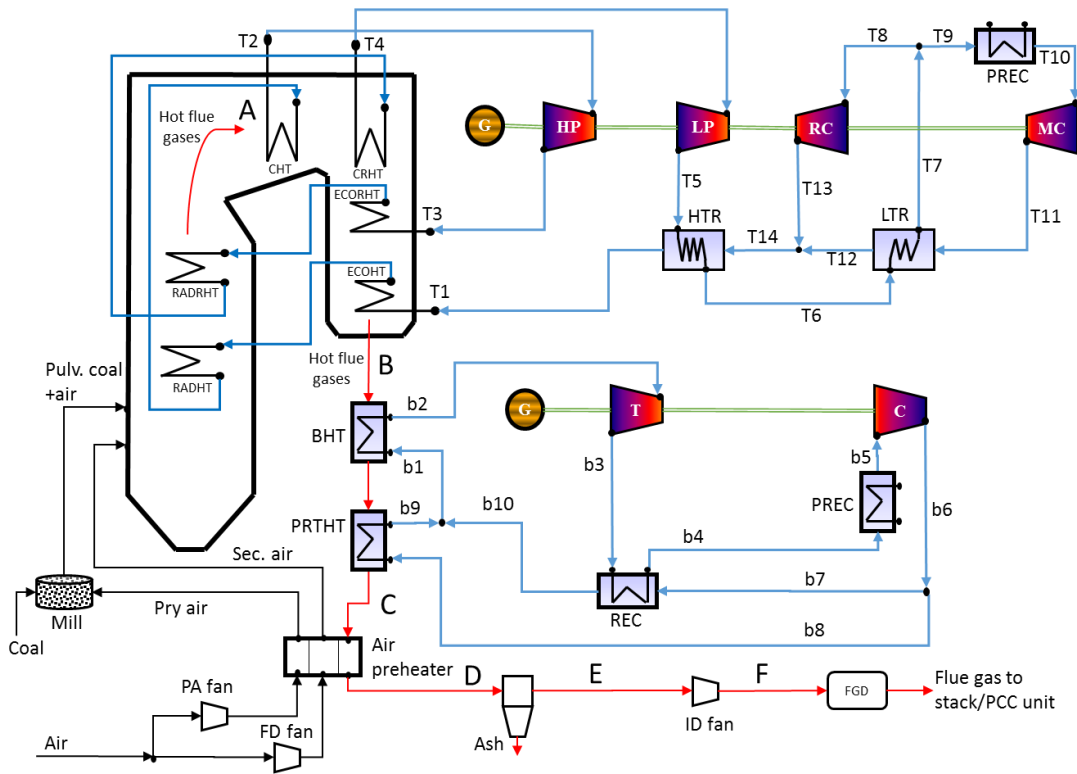 T2
T4
T8
T9
T10
PREC
A
Hot flue
gases
CHT
CRHT
G
HP
LP
RC
MC
ECORHT
T3
T5
T13
T7
T11
HTR
LTR
T14
T12
RADRHT
ECOHT
T1
T6
RADHT
B
Hot flue
gases
Pulv. coal
+air
b2
G
T
C
BHT
b1
b3
b5
PREC
b6
b9
b10
PRTHT
b4
Sec. air
b7
REC
C
Pry air
Mill
b8
Coal
Air
preheater
D
E
F
PA fan
FGD
Flue gas to
stack/PCC unit
ID fan
FD fan
Air
Ash